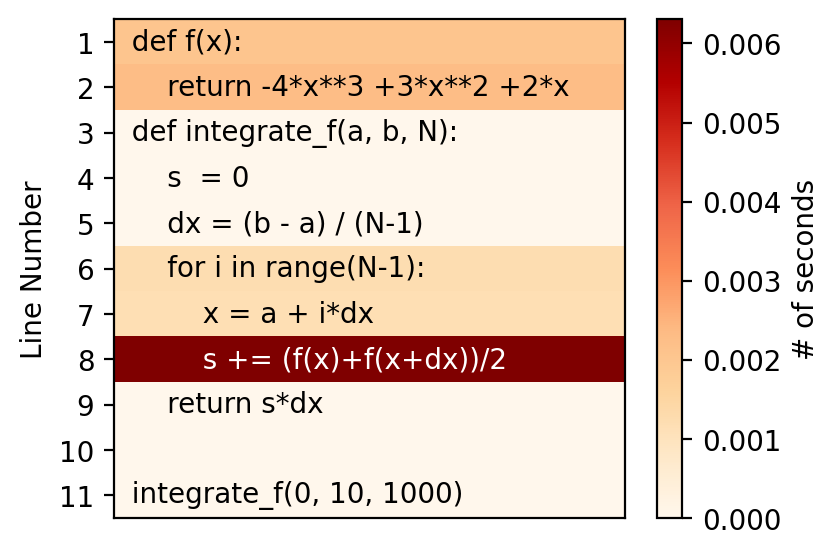 1 def f(x):
2 return -4*x**3 +3*x**2 +2*x
3 def integrate_f(a, b, N):
4 s  = 0
5 dx = (b - a) / (N-1)
6 for i in range(N-1):
7 x = a + i*dx
8 s += (f(x)+f(x+dx))/2
9 return s*dx
10
11 integrate_f(0, 10, 1000)
Line Number
0.006
0.005
0.004
0.003
0.002
0.001
0.000
# of seconds